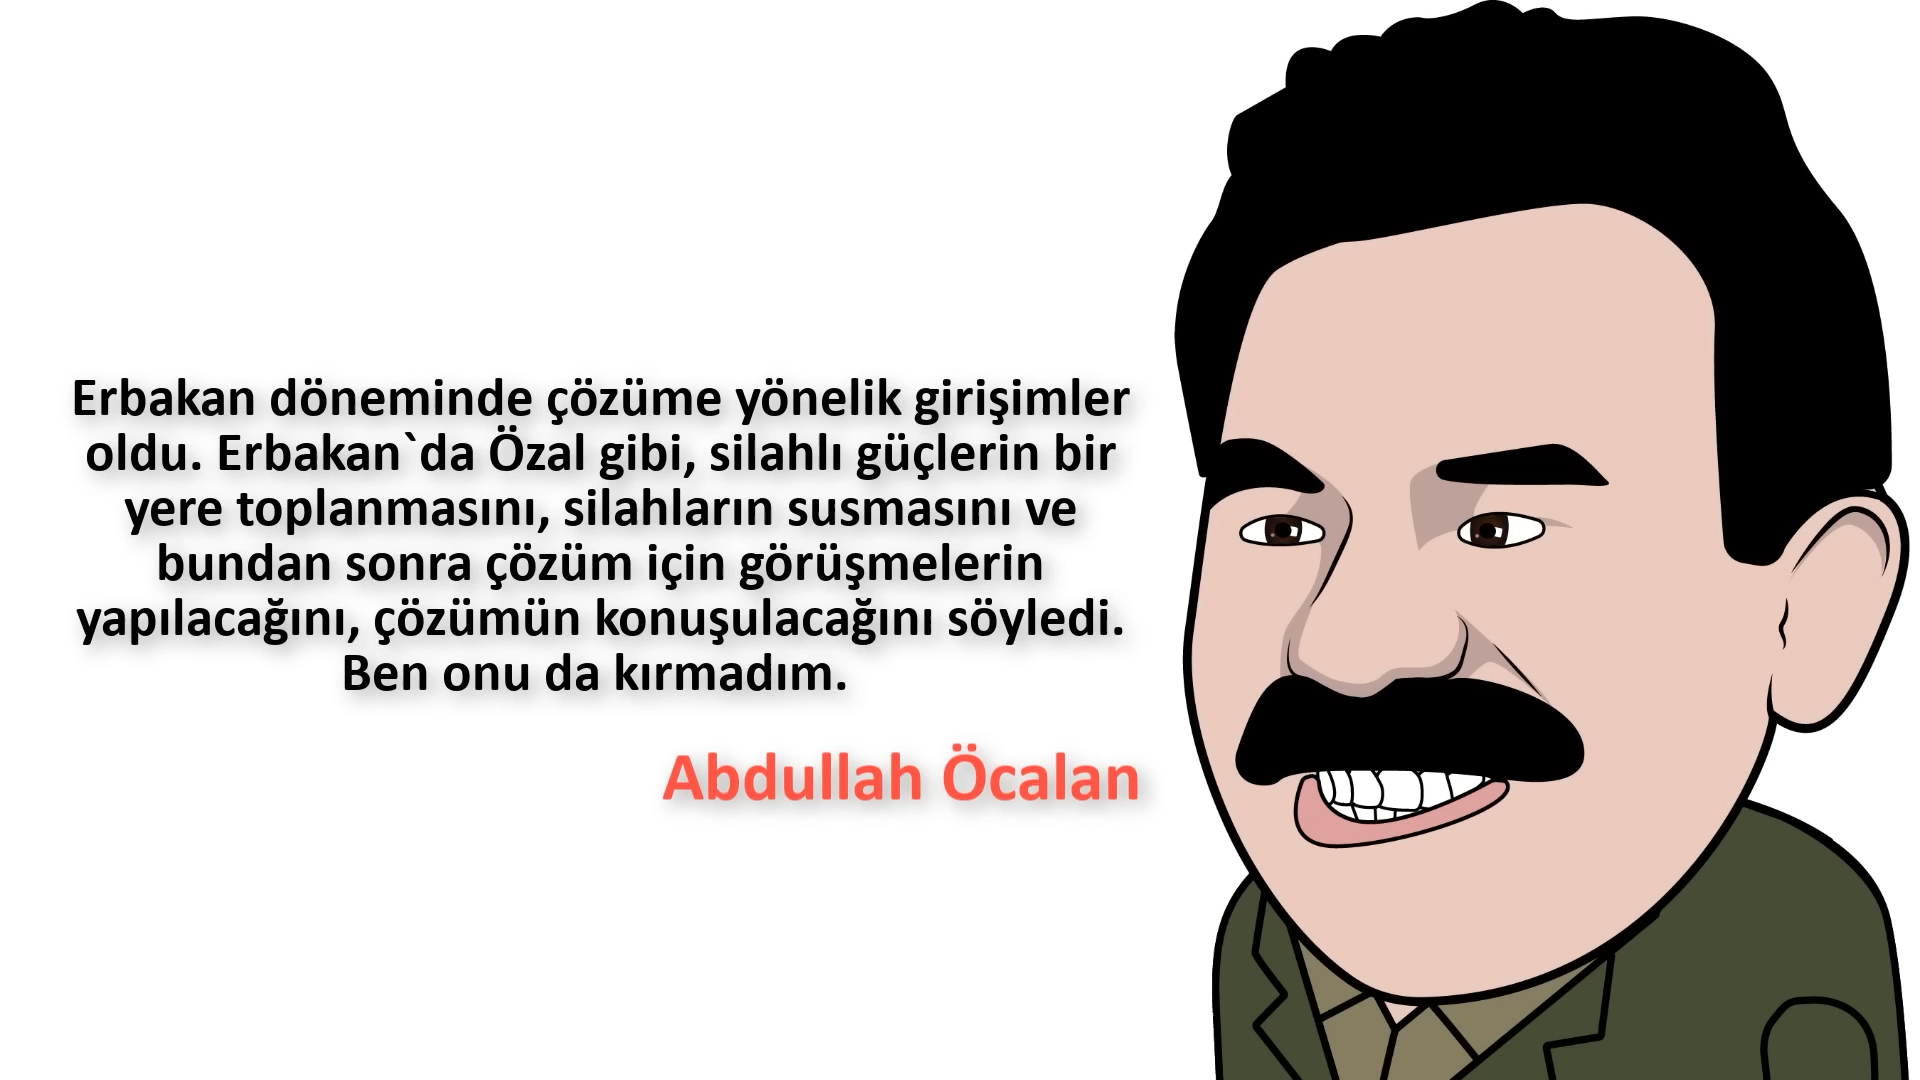 Erbakan döneminde çözüme yönelik girişimler
oldu. Erbakan`da Özal gibi, silahlı güçlerin bir
yere toplanmasını, silahların susmasını ve
bundan sonra çözüm için görüşmelerin
yapılacağını, çözümün konuşulacağını söyledi.
Ben onu da kırmadım.
Abdullah Öcalan